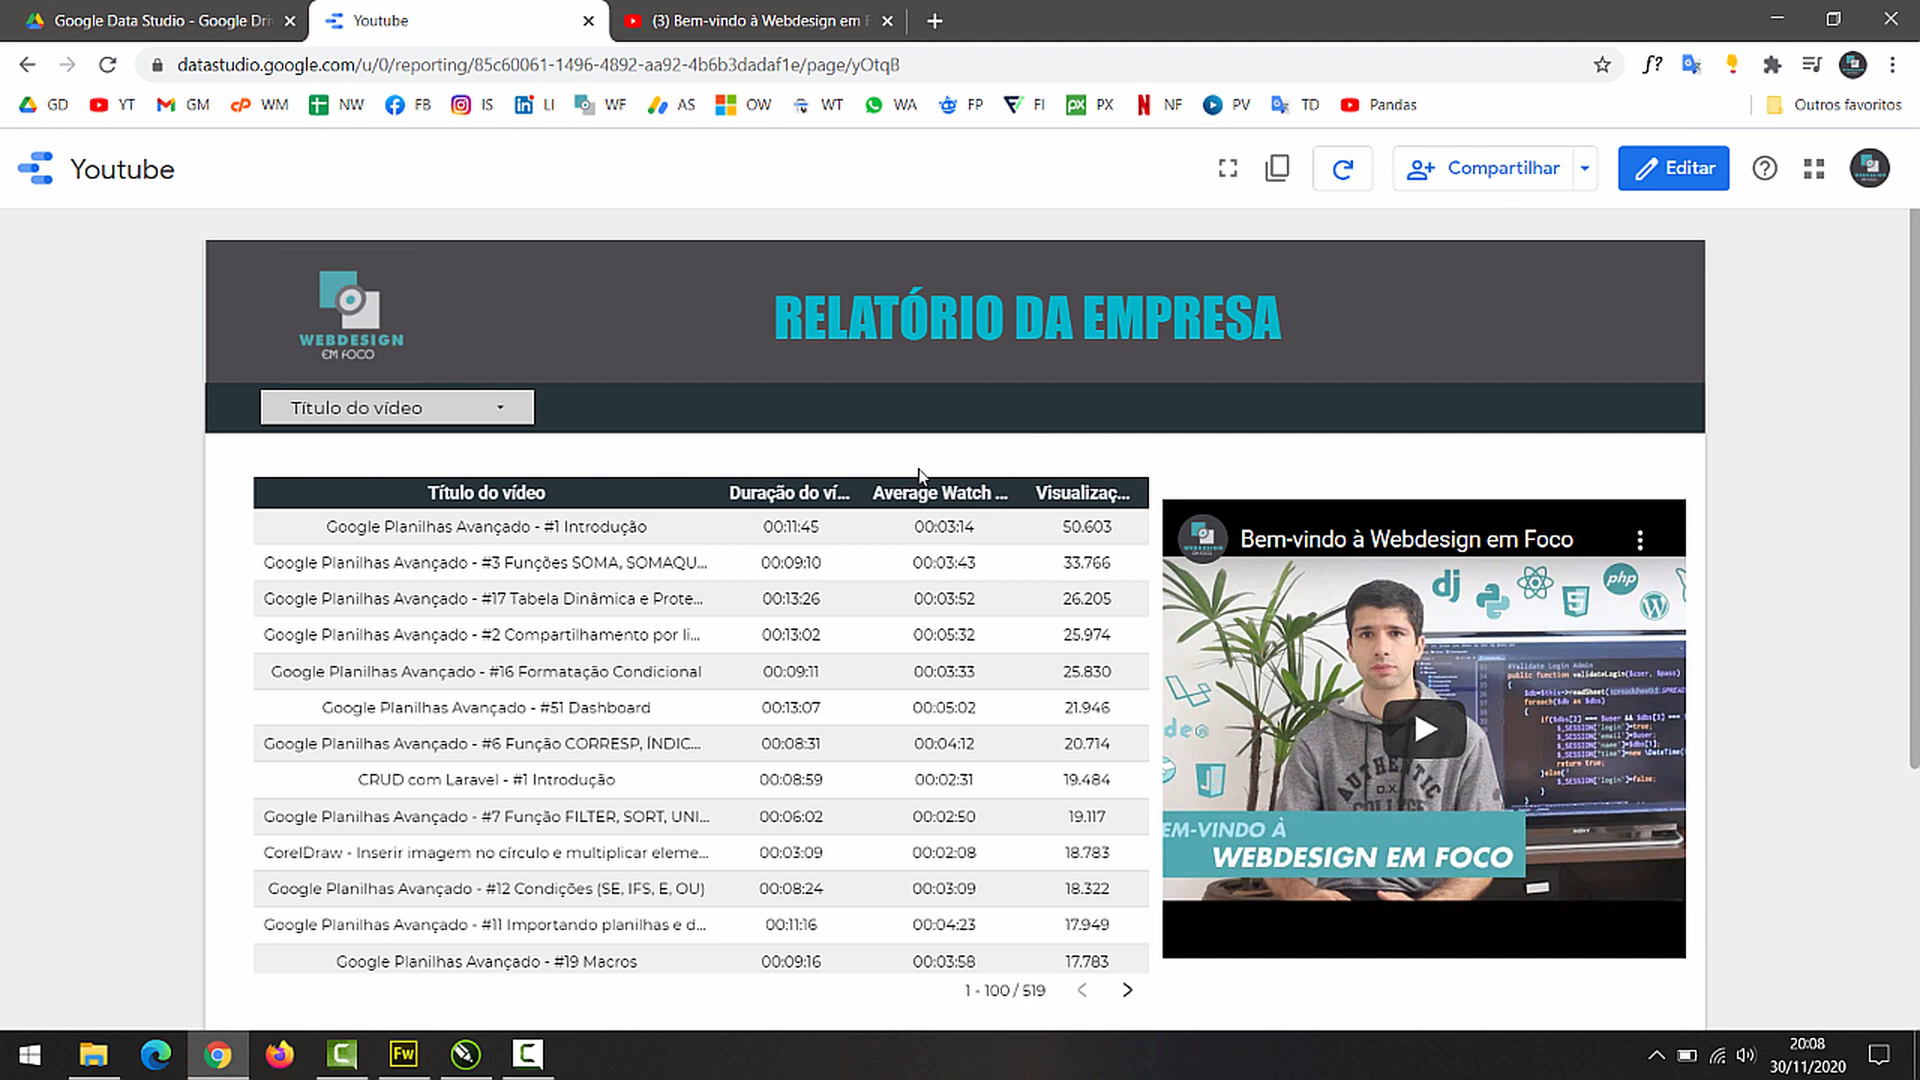 Google Data Studio - Google Dri
Youtube
(3) Bem-vindo à Webdesign em F
datastudio.google.com/u/0/reporting/85c60061-1496-4892-aa92-4b6b3dadaf1e/page/yOtqB
f?
GD YT GM WM NW FB IS LI WF AS OW WT WA FP FI PX NF PV TD Pandas Outros favoritos
Youtube
Compartilhar
Editar
WEBDESIGN
EM FOCO
RELATÓRIO DA EMPRESA
Título do vídeo
Título do vídeo Duração do ví... Average Watch ... Visualizaç...
Google Planilhas Avançado - #1 Introdução 00:11:45 00:03:14 50.603
Google Planilhas Avançado - #3 Funções SOMA, SOMAQU... 00:09:10 00:03:43 33.766
Google Planilhas Avançado - #17 Tabela Dinâmica e Prote... 00:13:26 00:03:52 26.205
Google Planilhas Avançado - #2 Compartilhamento por li... 00:13:02 00:05:32 25.974
Google Planilhas Avançado - #16 Formatação Condicional 00:09:11 00:03:33 25.830
Google Planilhas Avançado - #51 Dashboard 00:13:07 00:05:02 21.946
Google Planilhas Avançado - #6 Função CORRESP, ÍNDIC... 00:08:31 00:04:12 20.714
CRUD com Laravel - #1 Introdução 00:08:59 00:02:31 19.484
Google Planilhas Avançado - #7 Função FILTER, SORT, UNI... 00:06:02 00:02:50 19.117
CorelDraw - Inserir imagem no círculo e multiplicar eleme... 00:03:09 00:02:08 18.783
Google Planilhas Avançado - #12 Condições (SE, IFS, E, OU) 00:08:24 00:03:09 18.322
Google Planilhas Avançado - #11 Importando planilhas e d... 00:11:16 00:04:23 17.949
Google Planilhas Avançado - #19 Macros 00:09:16 00:03:58 17.783
1 - 100 / 519
Bem-vindo à Webdesign em Foco
dj
php
AUTHENTIC
D.X.
COLLEGE
SONY
EM-VINDO À
WEBDESIGN EM FOCO
Fw
20:08
30/11/2020